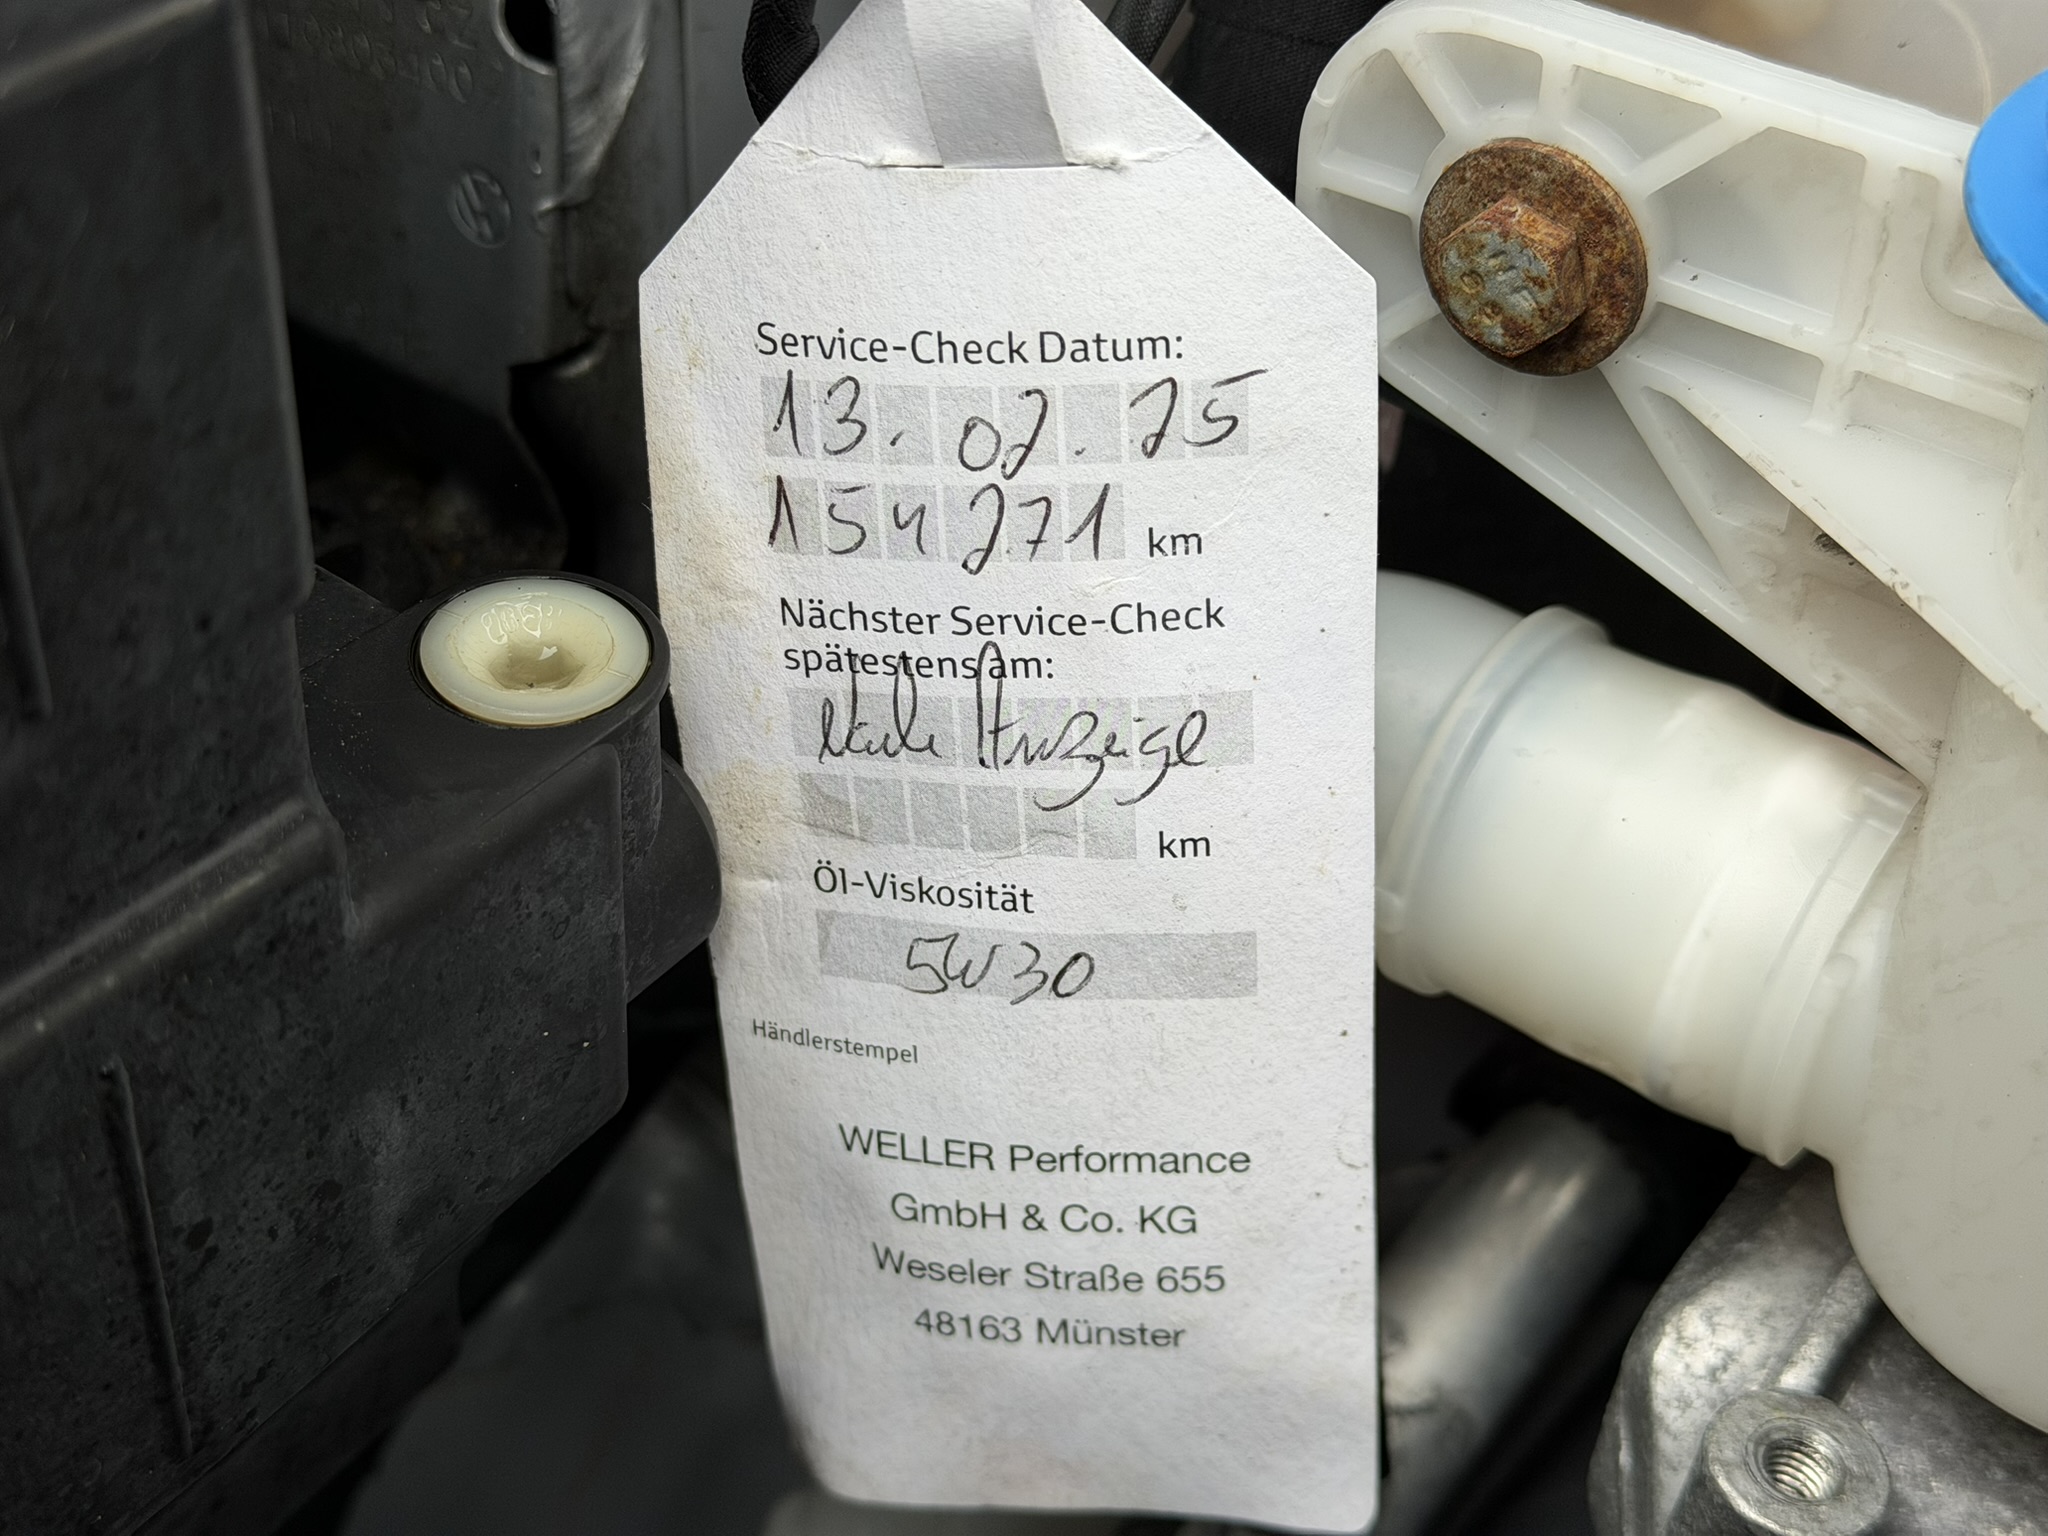 Service-Check Datum:
13. 02. 25
154271 km
Nächster Service-Check
spätestens am:
Anzeige
km
Öl-Viskosität
5W30
Händlerstempel
WELLER Performance
GmbH & Co. KG
Weseler Straße 655
48163 Münster